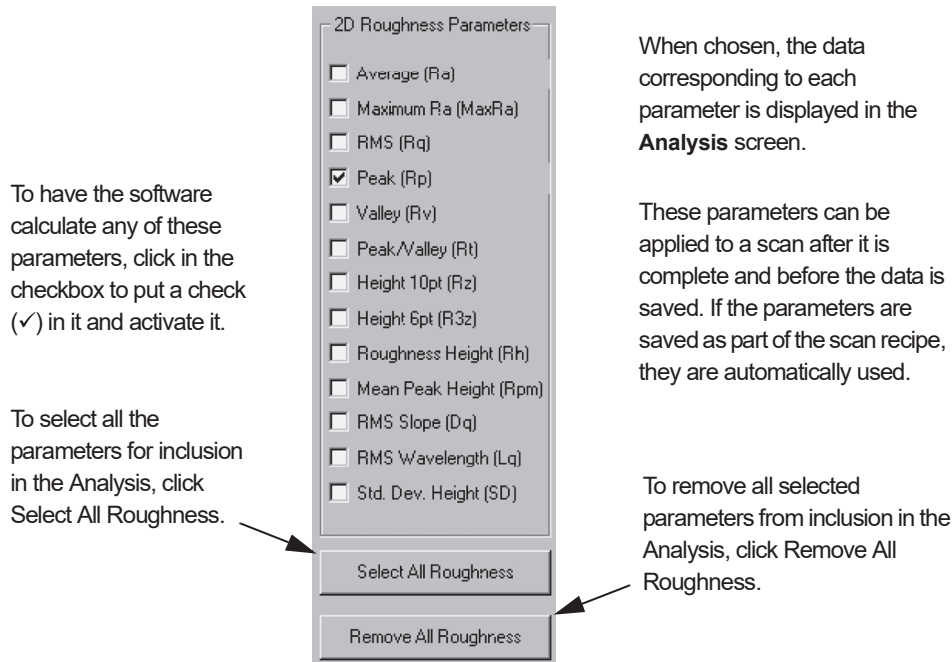 2D Roughness Parameters
Average (Ra)
Maximum Ra (MaxRa)
RMS (Rq)
Peak (Rp)
Valley (Rv)
Peak/Valley (Rt)
Height 10pt (Rz)
Height 6pt (R3z)
Roughness Height (Rh)
Mean Peak Height (Rpm)
RMS Slope (Dq)
RMS Wavelength (Lq)
Std. Dev. Height (SD)
Select All Roughness
Remove All Roughness
To have the software
calculate any of these
parameters, click in the
checkbox to put a check
(✓) in it and activate it.
To select all the
parameters for inclusion
in the Analysis, click
Select All Roughness.
When chosen, the data
corresponding to each
parameter is displayed in the
Analysis screen.
These parameters can be
applied to a scan after it is
complete and before the data is
saved. If the parameters are
saved as part of the scan recipe,
they are automatically used.
To remove all selected
parameters from inclusion in the
Analysis, click Remove All
Roughness.